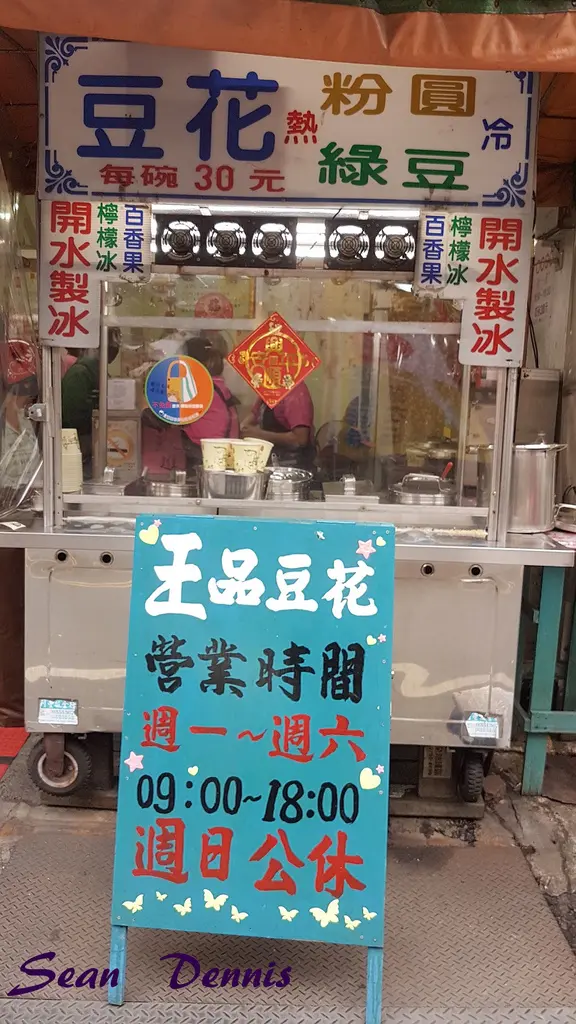 豆花 熱 粉圓 冷
每碗 30 元 綠豆
開水製冰
檸檬冰
百香果
百香果
檸檬冰
開水製冰
王品豆花
營業時間
週一~週六
09:00~18:00
週日公休
Sean Dennis